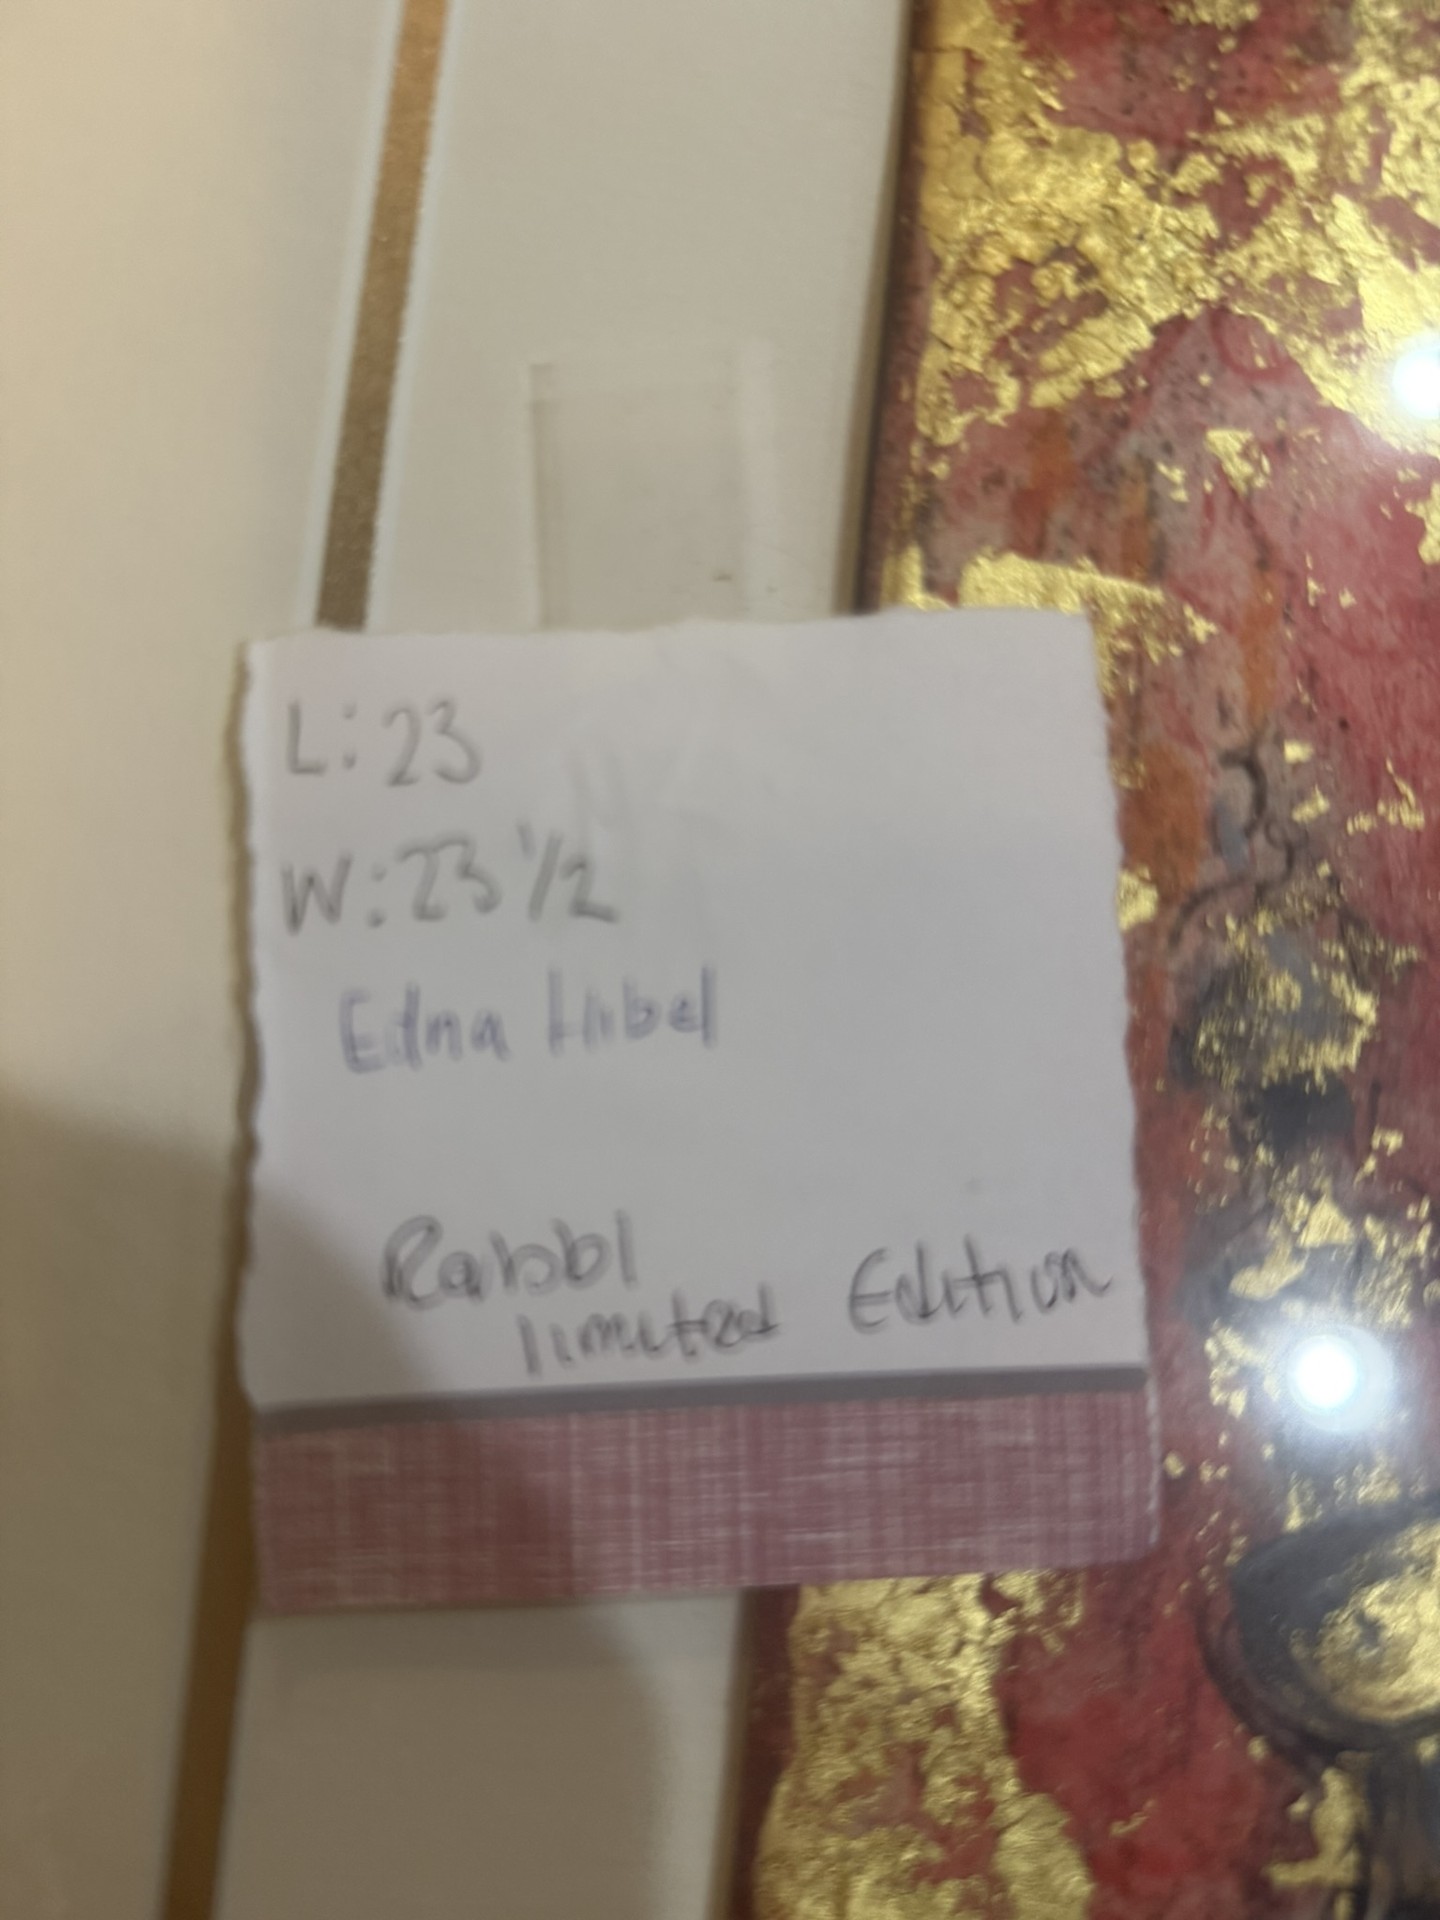 L: 23
W: 23 1/2
Edna Hibel
Rabbi
limited Edition